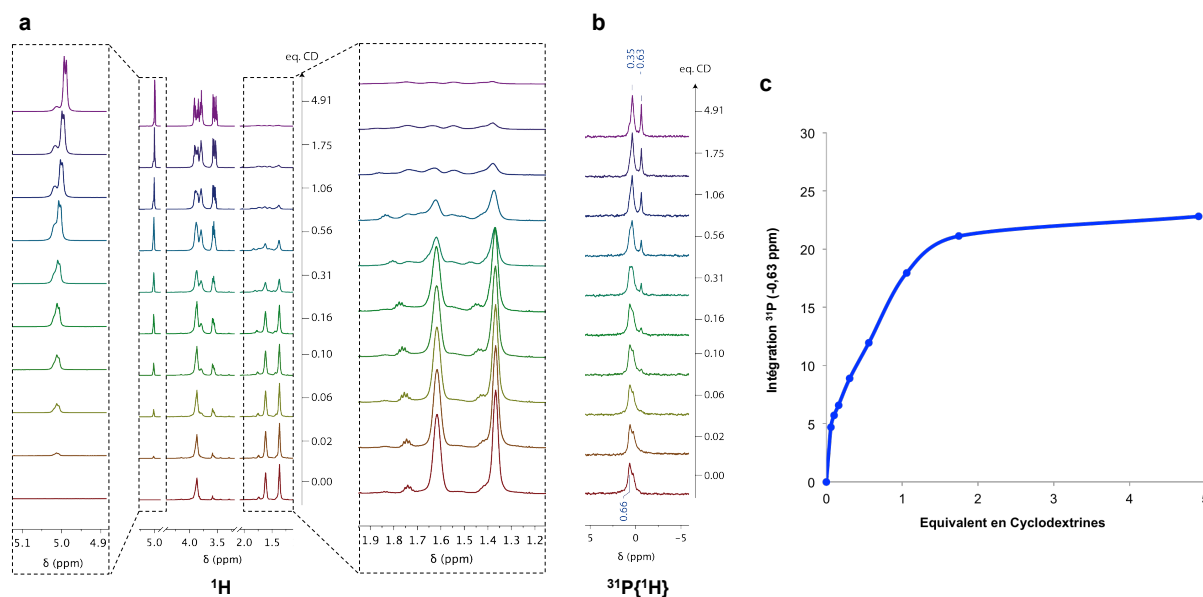 a
eq. CD
4.91
1.75
1.06
0.56
0.31
0.16
0.10
0.06
0.02
0.00
5.1 5.0 4.9
δ (ppm)
5.0 4.0 3.5 2.0 1.5
δ (ppm)
1.9 1.8 1.7 1.6 1.5 1.4 1.3 1.2
δ (ppm)
¹H
b
0.35
-0.63
eq. CD
4.91
1.75
1.06
0.56
0.31
0.16
0.10
0.06
0.02
0.00
0.66
5 0 -5
δ (ppm)
³¹P{¹H}
c
Intégration ³¹P (-0,63 ppm)
30
25
20
15
10
5
0
0 1 2 3 4 5
Equivalent en Cyclodextrines